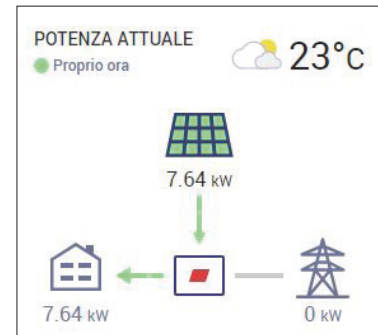 POTENZA ATTUALE
Proprio ora
23°C
7.64 kW
7.64 kW
0 kW